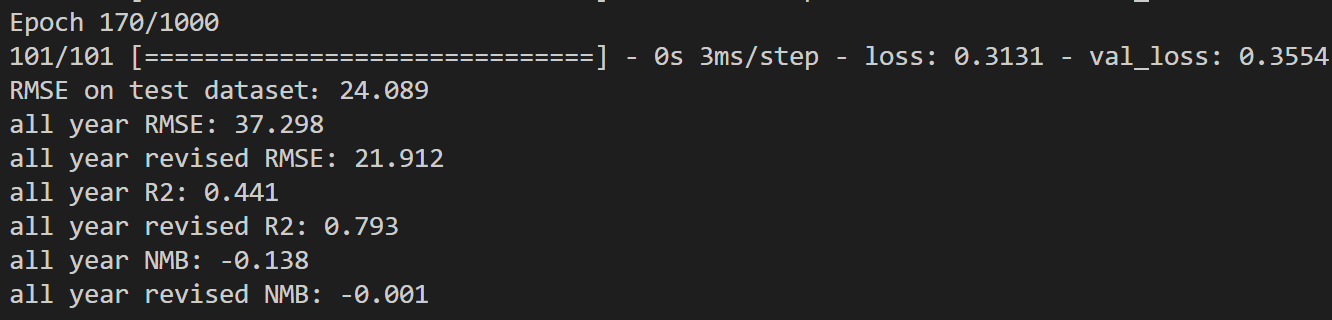 Epoch 170/1000
101/101 [==============================] - 0s 3ms/step - loss: 0.3131 - val_loss: 0.3554
RMSE on test dataset: 24.089
all year RMSE: 37.298
all year revised RMSE: 21.912
all year R2: 0.441
all year revised R2: 0.793
all year NMB: -0.138
all year revised NMB: -0.001